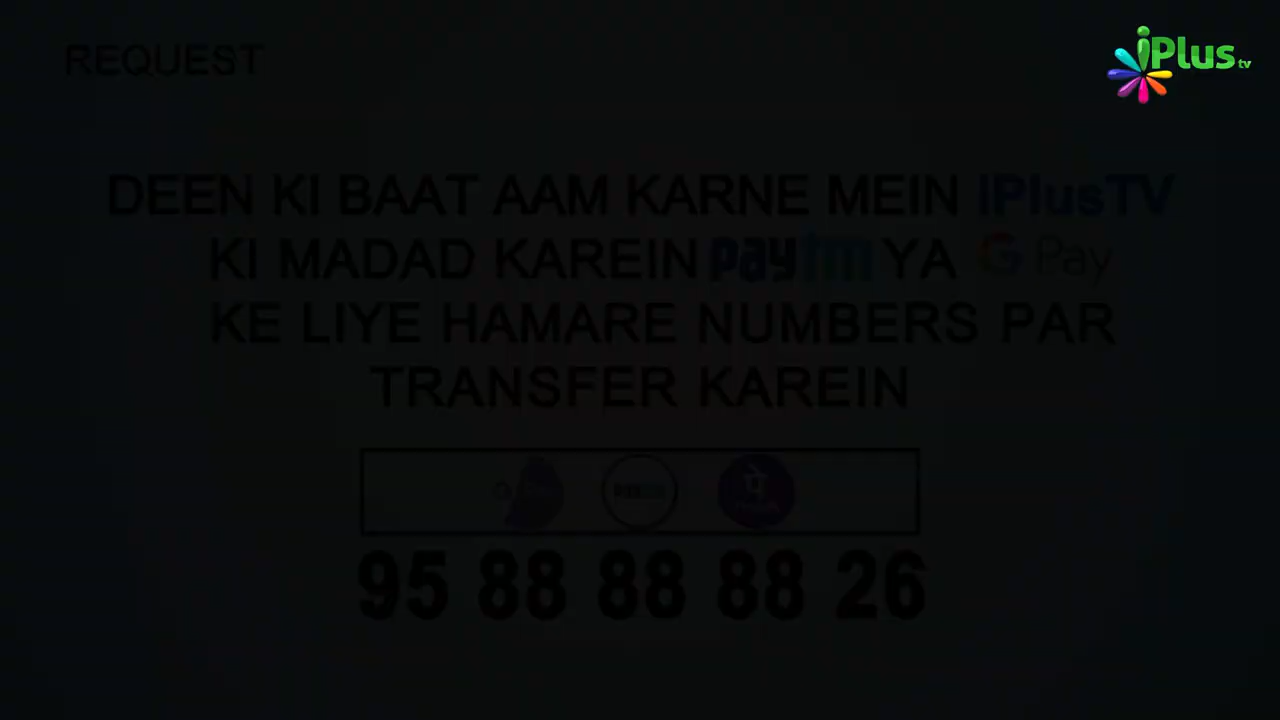 iPlus tv
REQUEST
DEEN KI BAAT AAM KARNE MEIN iPlusTV
KI MADAD KAREIN paytm YA G Pay
KE LIYE HAMARE NUMBERS PAR
TRANSFER KAREIN
पे
95 88 88 88 26